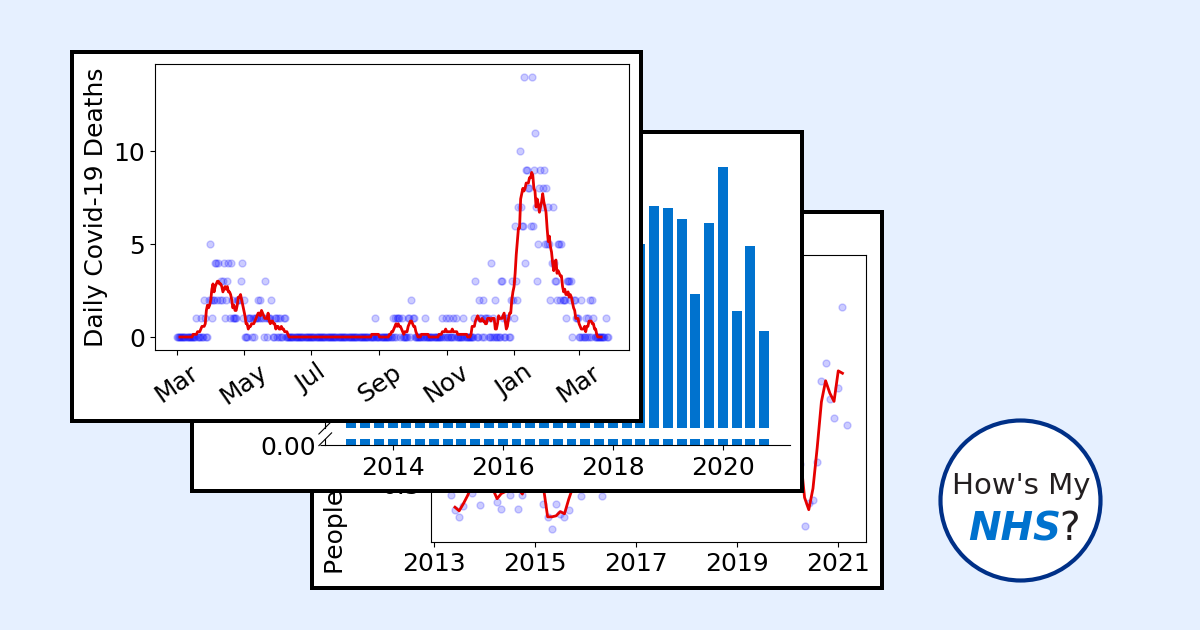 Daily Covid-19 Deaths
10
5
0
Mar May Jul Sep Nov Jan Mar
0.00
2014 2016 2018 2020
People
2013 2015 2017 2019 2021
How's My
NHS?